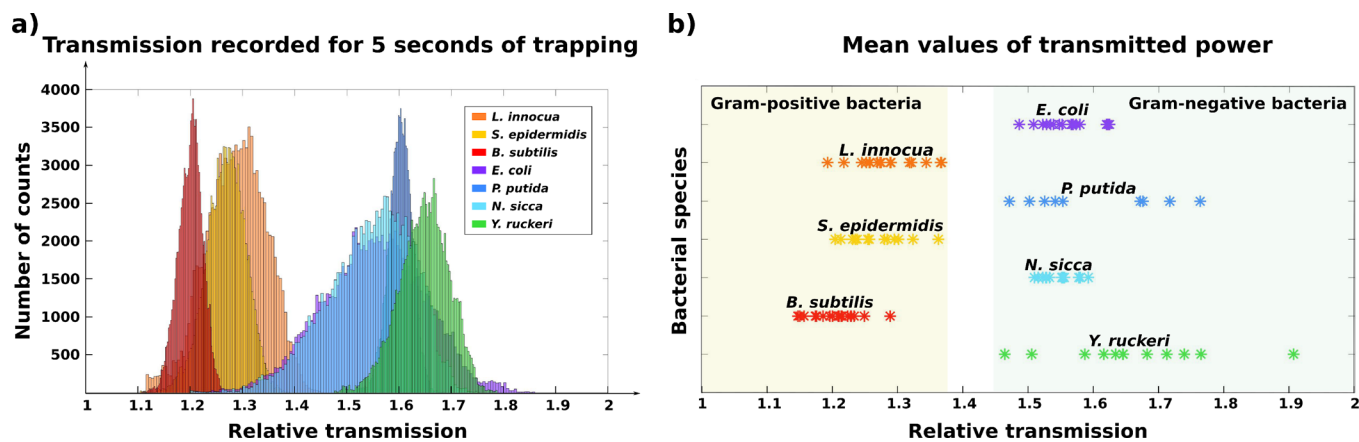 a)
Transmission recorded for 5 seconds of trapping
Number of counts
4000
3500
3000
2500
2000
1500
1000
500
L. innocua
S. epidermidis
B. subtilis
E. coli
P. putida
N. sicca
Y. ruckeri
1 1.1 1.2 1.3 1.4 1.5 1.6 1.7 1.8 1.9 2
Relative transmission
b)
Mean values of transmitted power
Bacterial species
Gram-positive bacteria
Gram-negative bacteria
E. coli
L. innocua
P. putida
S. epidermidis
N. sicca
B. subtilis
Y. ruckeri
1 1.1 1.2 1.3 1.4 1.5 1.6 1.7 1.8 1.9 2
Relative transmission